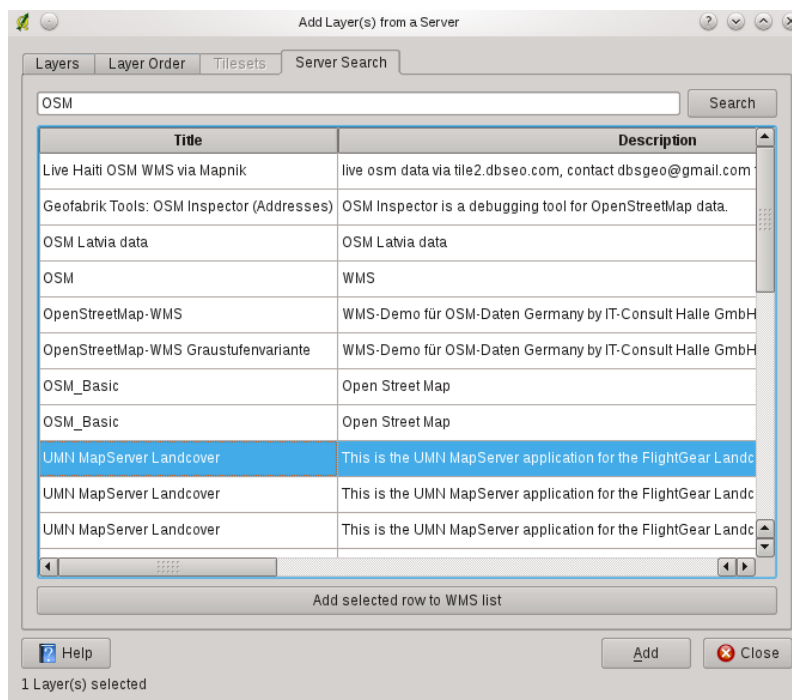 Add Layer(s) from a Server
Layers Layer Order Tilesets Server Search
OSM Search
Title Description
Live Haiti OSM WMS via Mapnik live osm data via tile2.dbseo.com, contact dbsgeo@gmail.com
Geofabrik Tools: OSM Inspector (Addresses) OSM Inspector is a debugging tool for OpenStreetMap data.
OSM Latvia data OSM Latvia data
OSM WMS
OpenStreetMap-WMS WMS-Demo für OSM-Daten Germany by IT-Consult Halle GmbH
OpenStreetMap-WMS Graustufenvariante WMS-Demo für OSM-Daten Germany by IT-Consult Halle GmbH
OSM_Basic Open Street Map
OSM_Basic Open Street Map
UMN MapServer Landcover This is the UMN MapServer application for the FlightGear Landc
UMN MapServer Landcover This is the UMN MapServer application for the FlightGear Landc
UMN MapServer Landcover This is the UMN MapServer application for the FlightGear Landc
Add selected row to WMS list
Help Add Close
1 Layer(s) selected